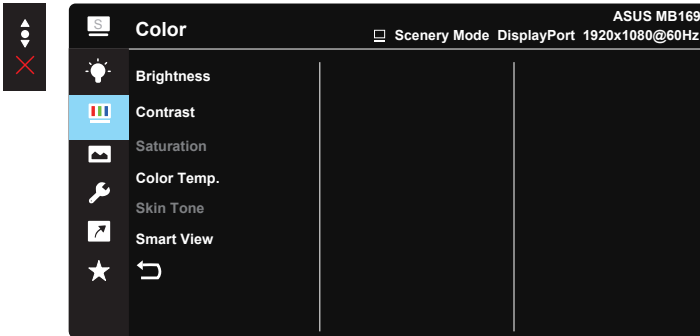 S
ASUS MB169
Color
Scenery Mode DisplayPort 1920x1080@60Hz
Brightness
Contrast
Saturation
Color Temp.
Skin Tone
Smart View